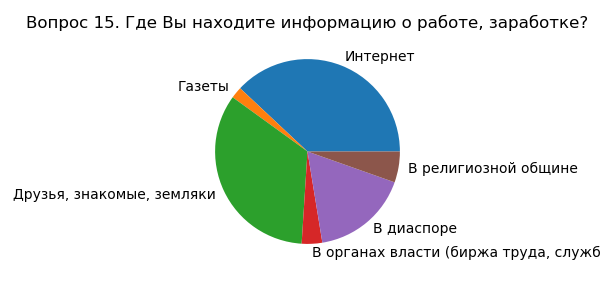 Вопрос 15. Где Вы находите информацию о работе, заработке?
Интернет
Газеты
Друзья, знакомые, земляки
В религиозной общине
В диаспоре
В органах власти (биржа труда, служб